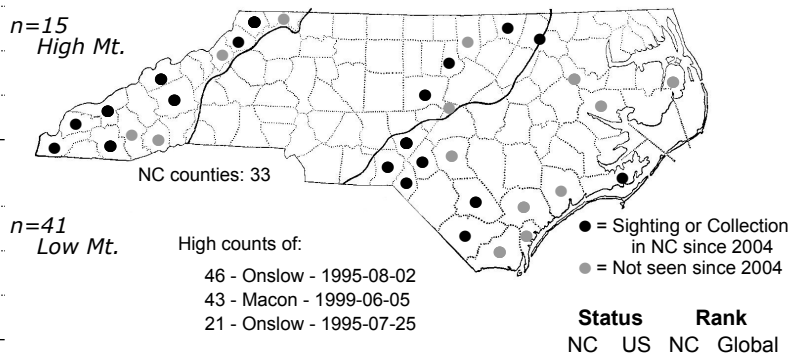 n=15
High Mt.
NC counties: 33
n=41
Low Mt.
High counts of:
46 - Onslow - 1995-08-02
43 - Macon - 1999-06-05
21 - Onslow - 1995-07-25
= Sighting or Collection
in NC since 2004
= Not seen since 2004
Status Rank
NC US NC Global